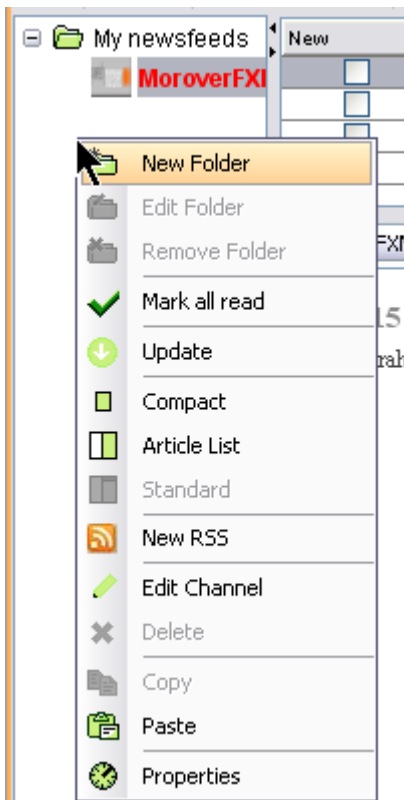 My newsfeeds
New
MoroverFXI
New Folder
Edit Folder
Remove Folder
Mark all read
Update
Compact
Article List
Standard
New RSS
Edit Channel
Delete
Copy
Paste
Properties
15